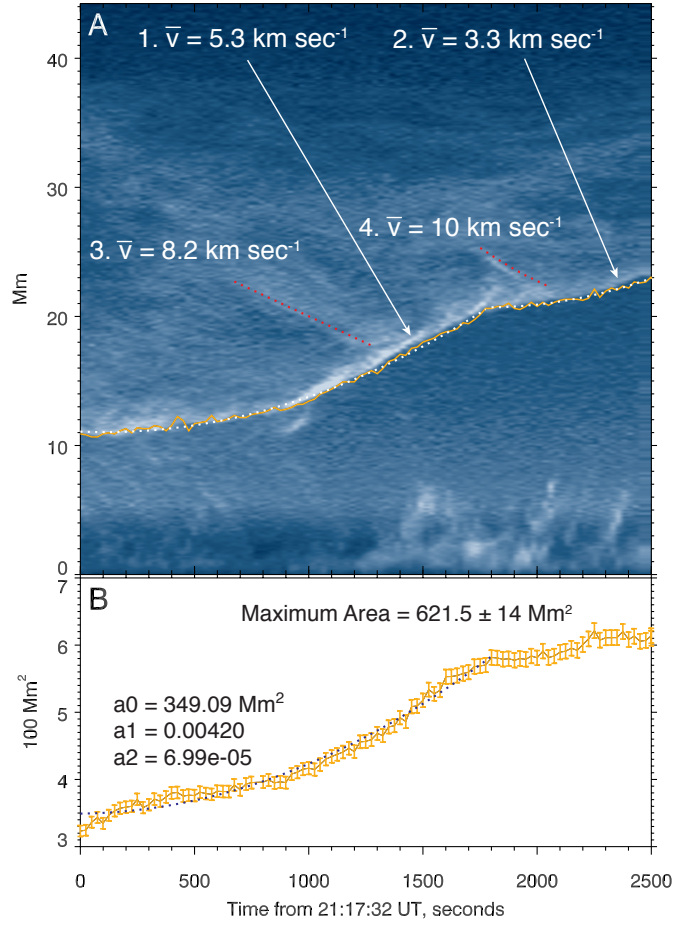 A
1. v̅ = 5.3 km sec⁻¹
2. v̅ = 3.3 km sec⁻¹
3. v̅ = 8.2 km sec⁻¹
4. v̅ = 10 km sec⁻¹
40
30
20
10
0
Mm
B
Maximum Area = 621.5 ± 14 Mm²
a0 = 349.09 Mm²
a1 = 0.00420
a2 = 6.99e-05
7
6
5
4
3
100 Mm²
0 500 1000 1500 2000 2500
Time from 21:17:32 UT, seconds